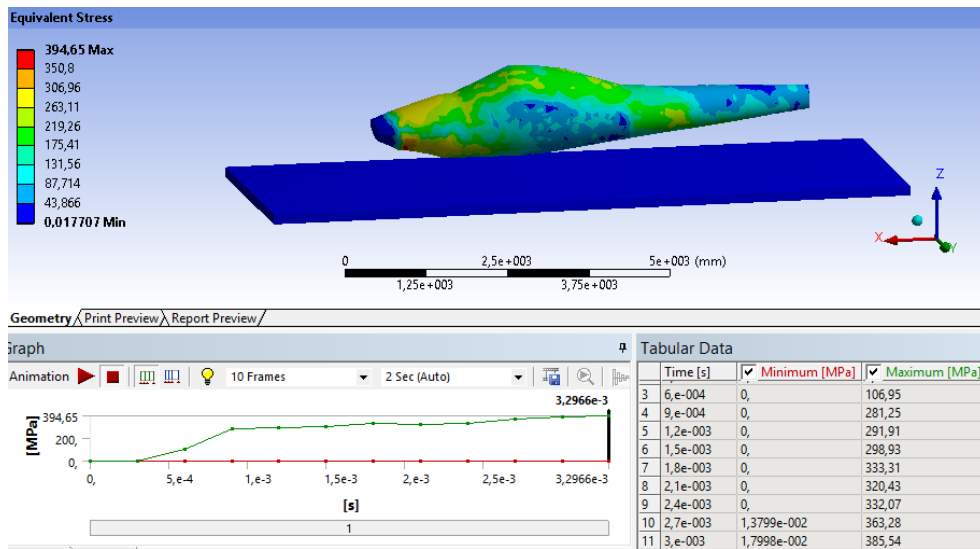 Equivalent Stress
394,65 Max
350,8
306,96
263,11
219,26
175,41
131,56
87,714
43,866
0,017707 Min
Z
X
Y
0
2,5e+003
5e+003 (mm)
1,25e+003
3,75e+003
Geometry / Print Preview / Report Preview /
Graph
Animation
10 Frames
2 Sec (Auto)
3,2966e-3
394,65
200,
0,
[MPa]
0,
5,e-4
1,e-3
1,5e-3
2,e-3
2,5e-3
3,2966e-3
[s]
1
Tabular Data
Time [s] Minimum [MPa] Maximum [MPa]
3 6,e-004 0, 106,95
4 9,e-004 0, 281,25
5 1,2e-003 0, 291,91
6 1,5e-003 0, 298,93
7 1,8e-003 0, 333,31
8 2,1e-003 0, 320,43
9 2,4e-003 0, 332,07
10 2,7e-003 1,3799e-002 363,28
11 3,e-003 1,7998e-002 385,54